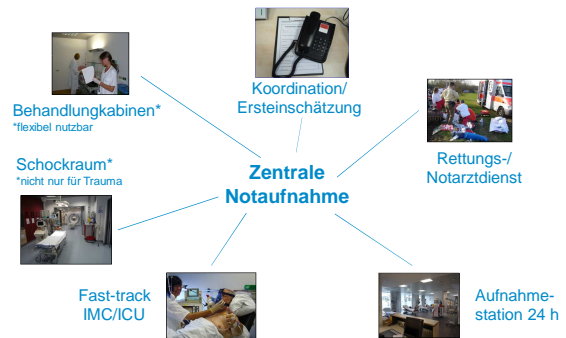 Koordination/
Ersteinschätzung
Behandlungkabinen*
*flexibel nutzbar
Rettungs-/
Notarztdienst
Schockraum*
*nicht nur für Trauma
Zentrale
Notaufnahme
Fast-track
IMC/ICU
Aufnahme-
station 24 h